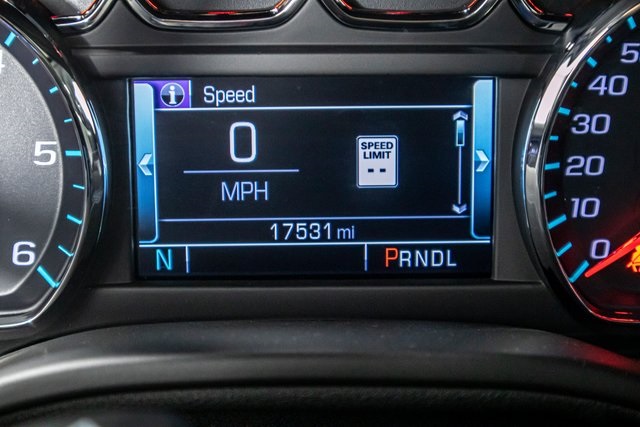 Speed
0
MPH
SPEED
LIMIT
--
17531 mi
N
PRNDL
5
6
50
40
30
20
10
0